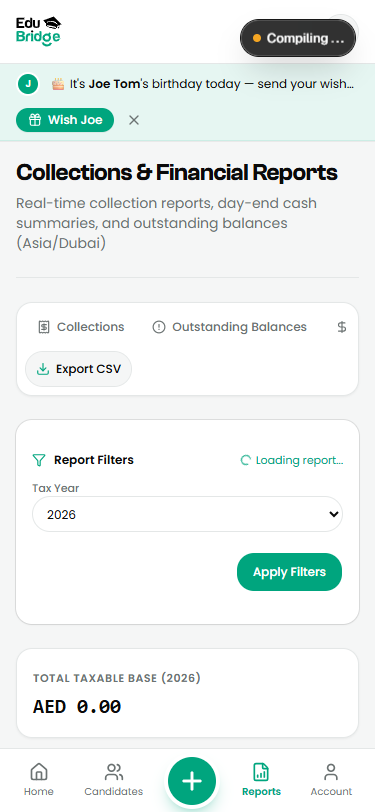 Edu
Bridge
Compiling ...
J
It's Joe Tom's birthday today — send your wish...
Wish Joe
Collections & Financial Reports
Real-time collection reports, day-end cash
summaries, and outstanding balances
(Asia/Dubai)
Collections
Outstanding Balances
$
Export CSV
Report Filters
Loading report...
Tax Year
2026
Apply Filters
TOTAL TAXABLE BASE (2026)
AED 0.00
Home
Candidates
Reports
Account